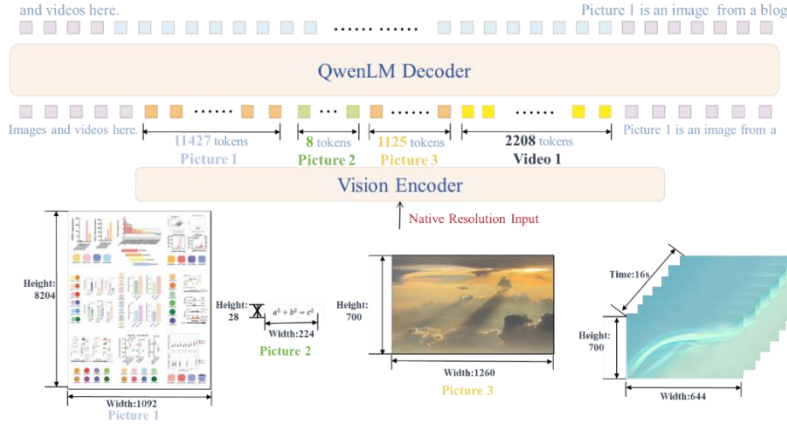 and videos here.
Picture 1 is an image from a blog
QwenLM Decoder
Images and videos here.
Picture 1 is an image from a
11427 tokens
Picture 1
8 tokens
Picture 2
1125 tokens
Picture 3
2208 tokens
Video 1
Vision Encoder
Native Resolution Input
Height:
8204
Width:1092
Picture 1
Height:
28
a² + b² = c²
Width:224
Picture 2
Height:
700
Width:1260
Picture 3
Time:16s
Height:
700
Width:644